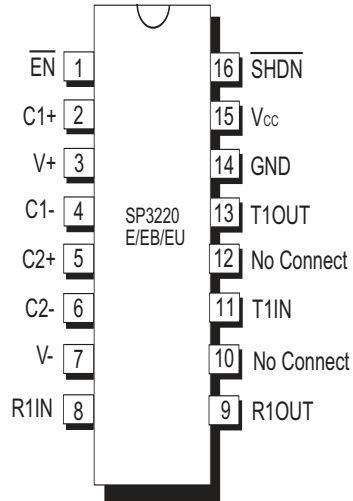 EN 1 16 SHDN
C1+ 2 15 Vcc
V+ 3 14 GND
C1- 4 13 T1OUT
SP3220
E/EB/EU
C2+ 5 12 No Connect
C2- 6 11 T1IN
V- 7 10 No Connect
R1IN 8 9 R1OUT